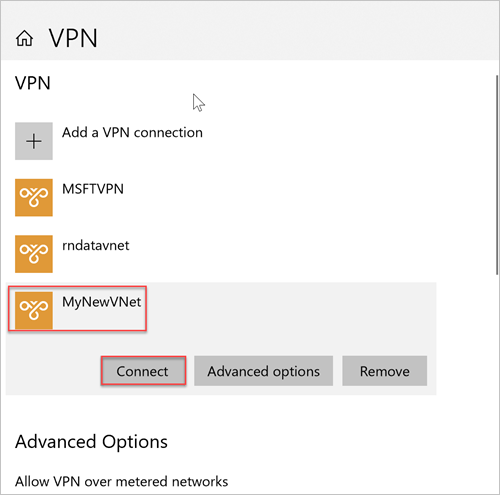 VPN
VPN
Add a VPN connection
MSFTVPN
rndatavnet
MyNewVNet
Connect Advanced options Remove
Advanced Options
Allow VPN over metered networks